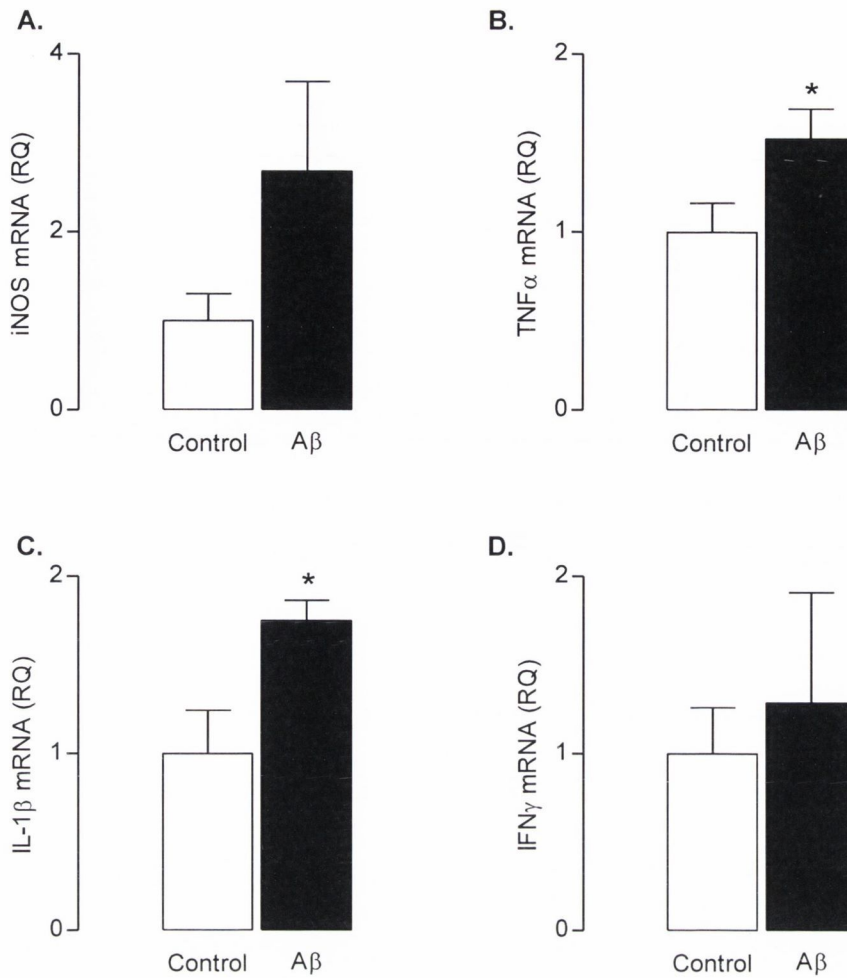 A.
iNOS mRNA (RQ)
4
2
0
Control Aβ
B.
TNFα mRNA (RQ)
2
*
1
0
Control Aβ
C.
IL-1β mRNA (RQ)
2
*
1
0
Control Aβ
D.
IFNγ mRNA (RQ)
2
1
0
Control Aβ